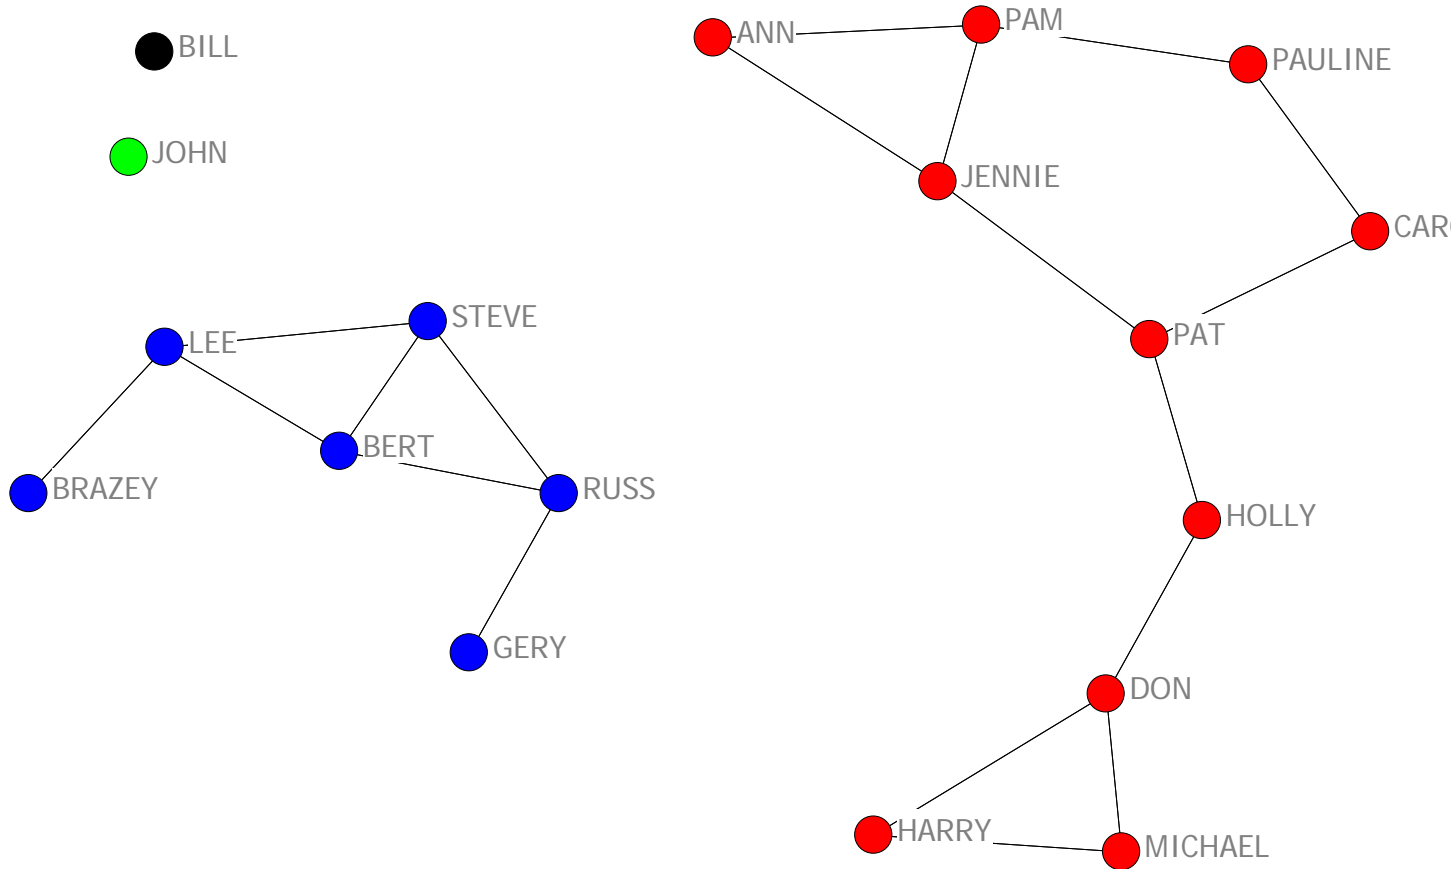 BILL
JOHN
ANN
PAM
PAULINE
JENNIE
PAT
STEVE
LEE
BERT
BRAZEY
RUSS
GERY
HOLLY
DON
HARRY
MICHAEL